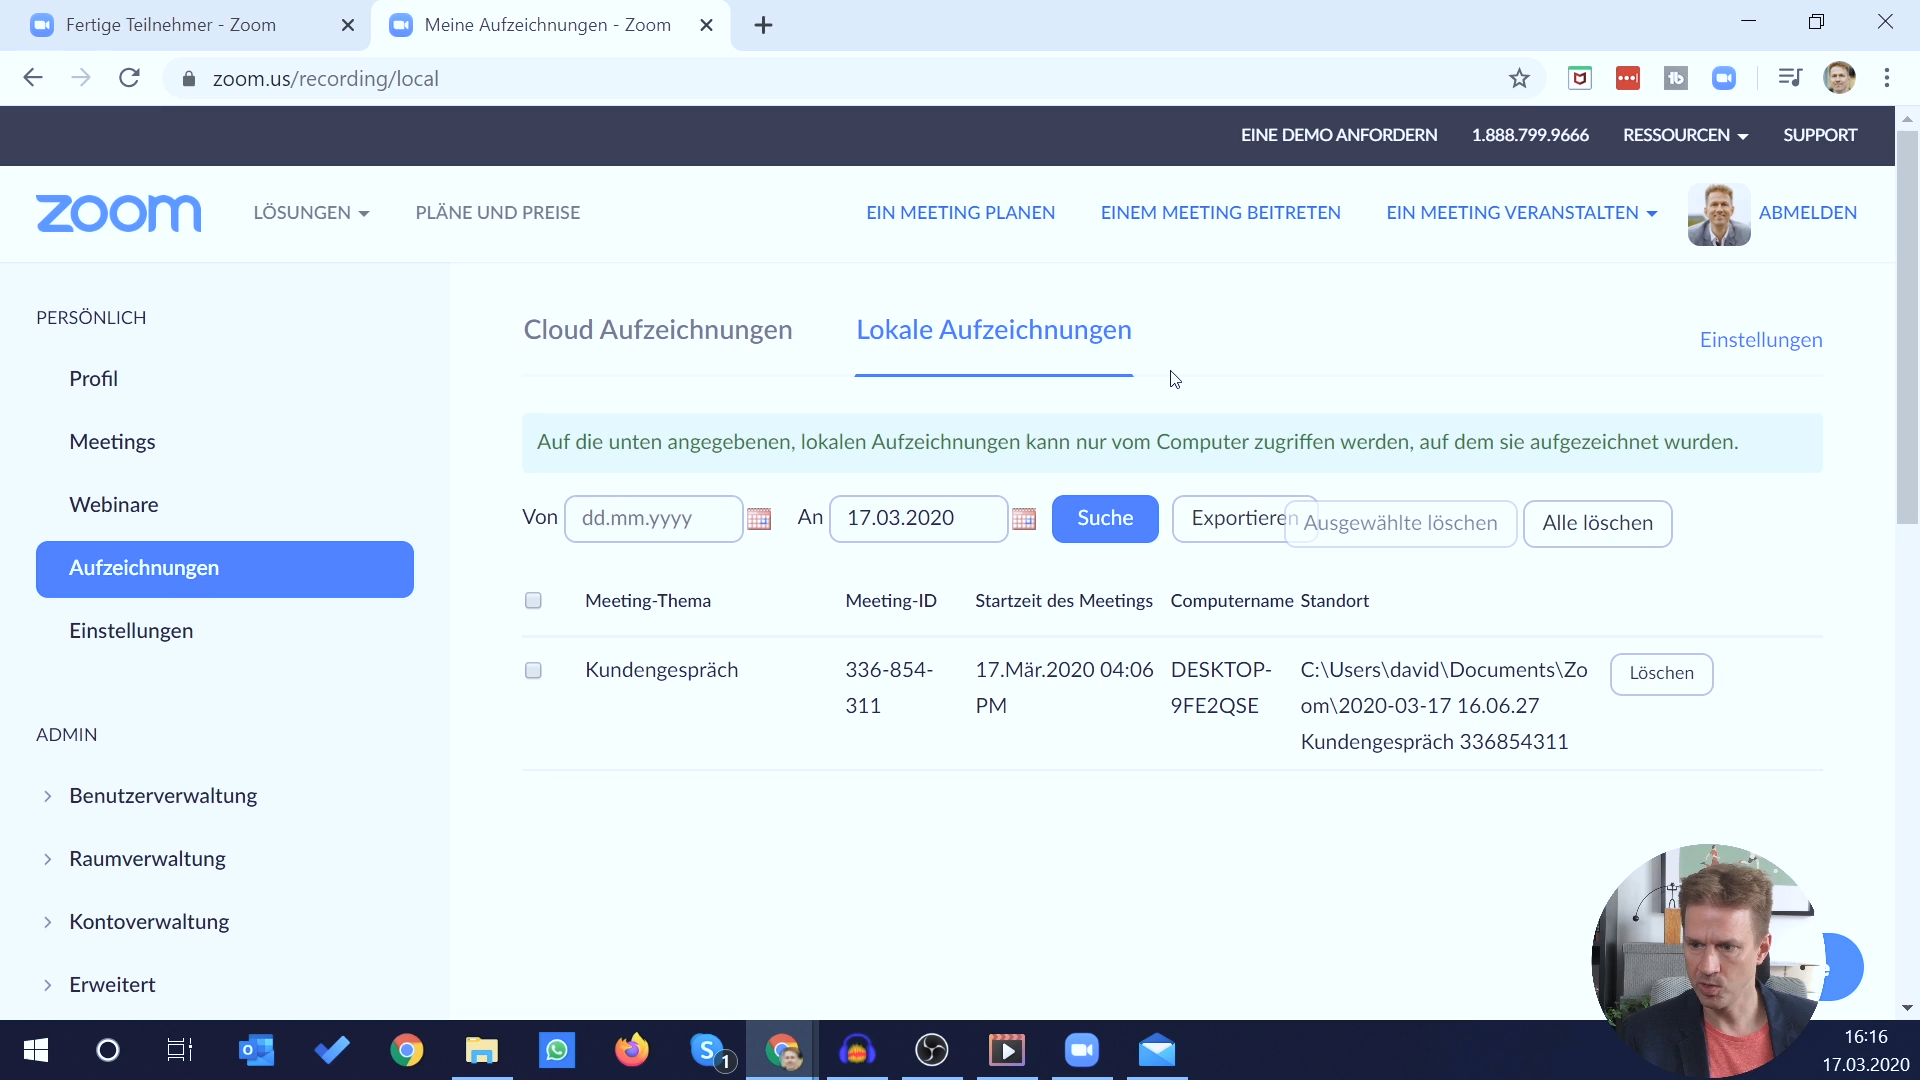 Fertige Teilnehmer - Zoom
Meine Aufzeichnungen - Zoom
zoom.us/recording/local
EINE DEMO ANFORDERN 1.888.799.9666 RESSOURCEN SUPPORT
zoom
LÖSUNGEN PLÄNE UND PREISE EIN MEETING PLANEN EINEM MEETING BEITRETEN EIN MEETING VERANSTALTEN ABMELDEN
PERSÖNLICH
Profil
Meetings
Webinare
Aufzeichnungen
Einstellungen
ADMIN
Benutzerverwaltung
Raumverwaltung
Kontoverwaltung
Erweitert
Cloud Aufzeichnungen Lokale Aufzeichnungen Einstellungen
Auf die unten angegebenen, lokalen Aufzeichnungen kann nur vom Computer zugriffen werden, auf dem sie aufgezeichnet wurden.
Von dd.mm.yyyy An 17.03.2020 Suche Exportieren Ausgewählte löschen Alle löschen
Meeting-Thema Meeting-ID Startzeit des Meetings Computername Standort
Kundengespräch 336-854- 17.Mär.2020 04:06 DESKTOP- C:\Users\david\Documents\Zo Löschen
311 PM 9FE2QSE om\2020-03-17 16.06.27
Kundengespräch 336854311
1
16:16
17.03.2020